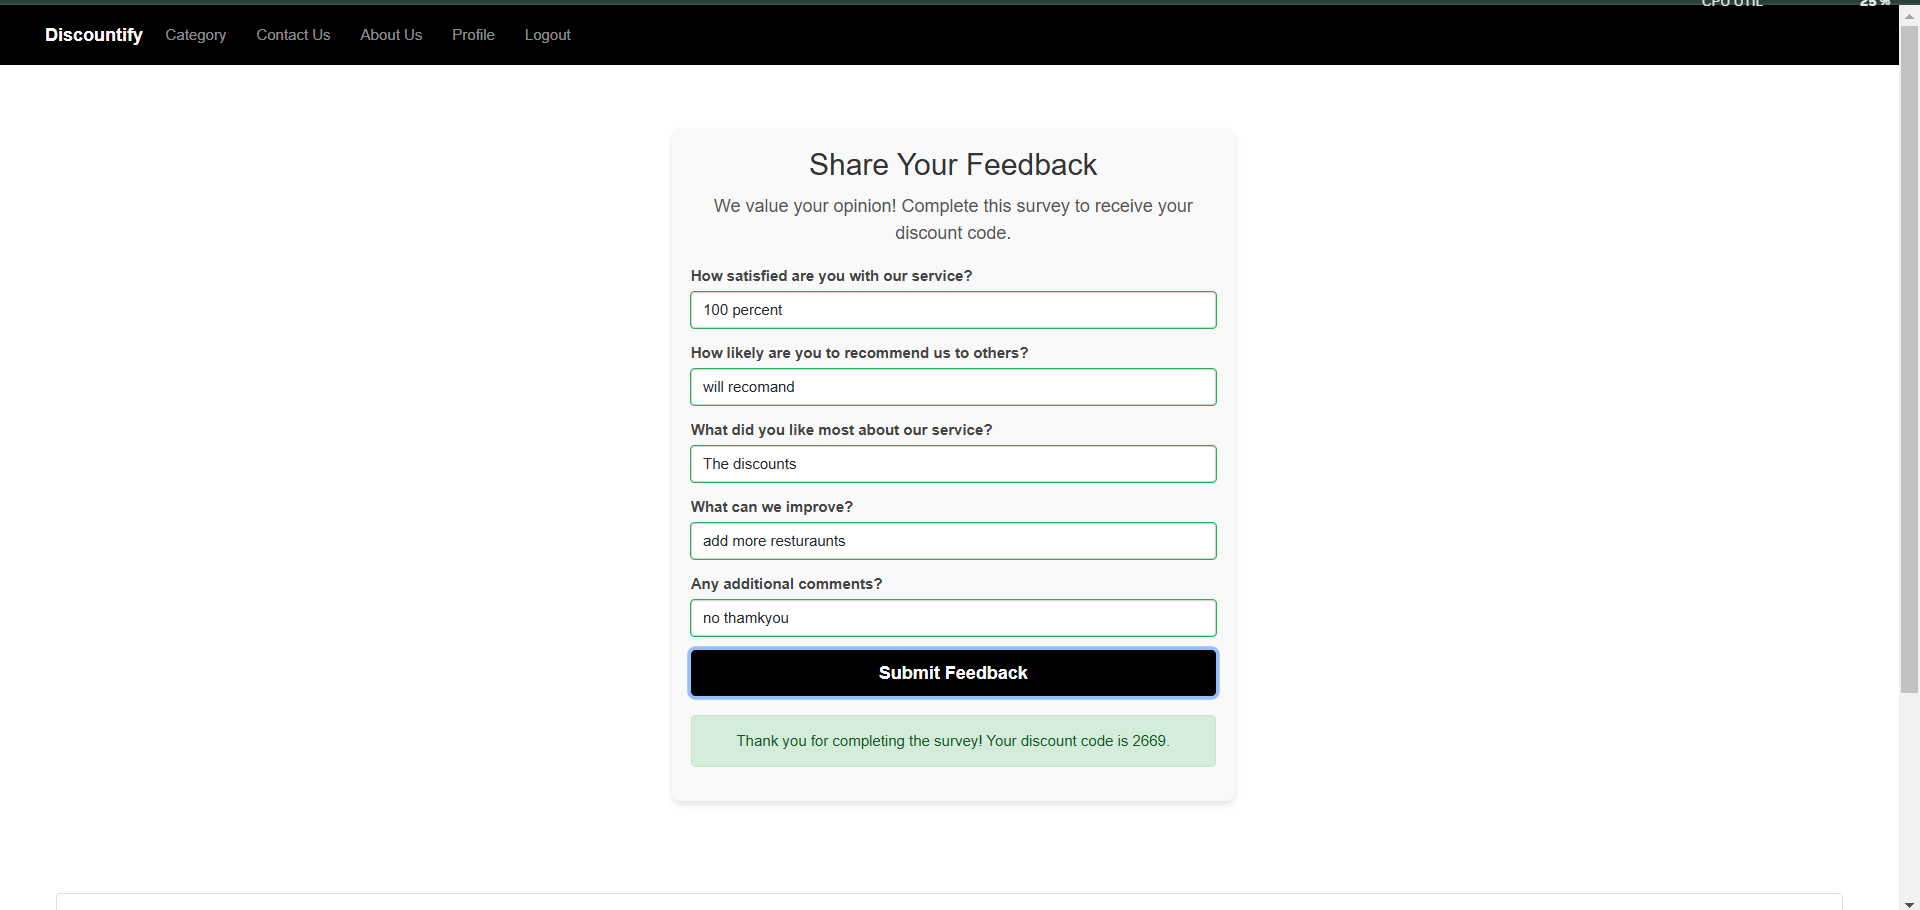 CPU UTIL 25 %
Discountify Category Contact Us About Us Profile Logout
Share Your Feedback
We value your opinion! Complete this survey to receive your
discount code.
How satisfied are you with our service?
100 percent
How likely are you to recommend us to others?
will recomand
What did you like most about our service?
The discounts
What can we improve?
add more resturaunts
Any additional comments?
no thamkyou
Submit Feedback
Thank you for completing the survey! Your discount code is 2669.